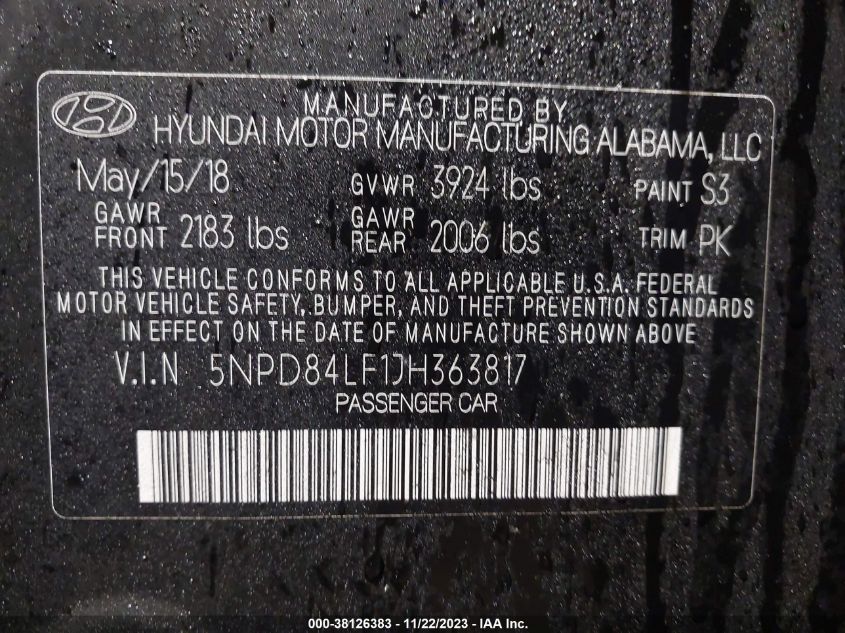 MANUFACTURED BY
HYUNDAI MOTOR MANUFACTURING ALABAMA, LLC
May/15/18 GVWR 3924 lbs PAINT S3
GAWR FRONT 2183 lbs GAWR REAR 2006 lbs TRIM PK
THIS VEHICLE CONFORMS TO ALL APPLICABLE U.S.A. FEDERAL
MOTOR VEHICLE SAFETY, BUMPER, AND THEFT PREVENTION STANDARDS
IN EFFECT ON THE DATE OF MANUFACTURE SHOWN ABOVE
V.I.N 5NPD84LF1JH363817
PASSENGER CAR
000-38126383 - 11/22/2023 - IAA Inc.